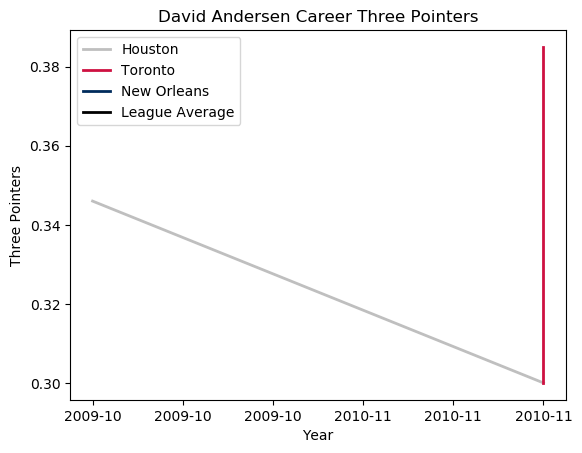 David Andersen Career Three Pointers
Houston
Toronto
New Orleans
League Average
0.38
0.36
0.34
0.32
0.30
Three Pointers
2009-10 2009-10 2009-10 2010-11 2010-11 2010-11
Year